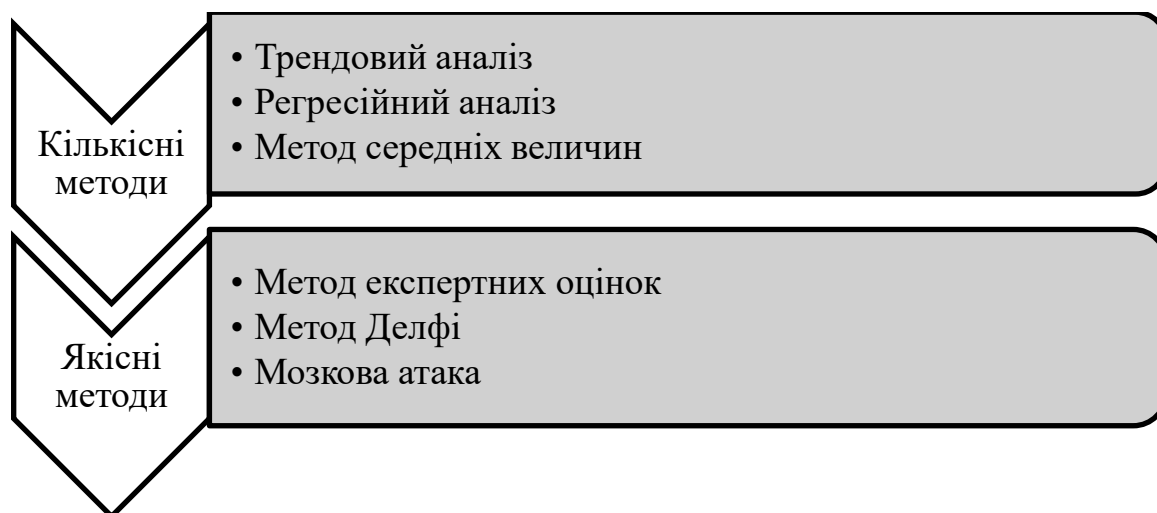 Кількісні
методи
• Трендовий аналіз
• Регресійний аналіз
• Метод середніх величин
Якісні
методи
• Метод експертних оцінок
• Метод Делфі
• Мозкова атака